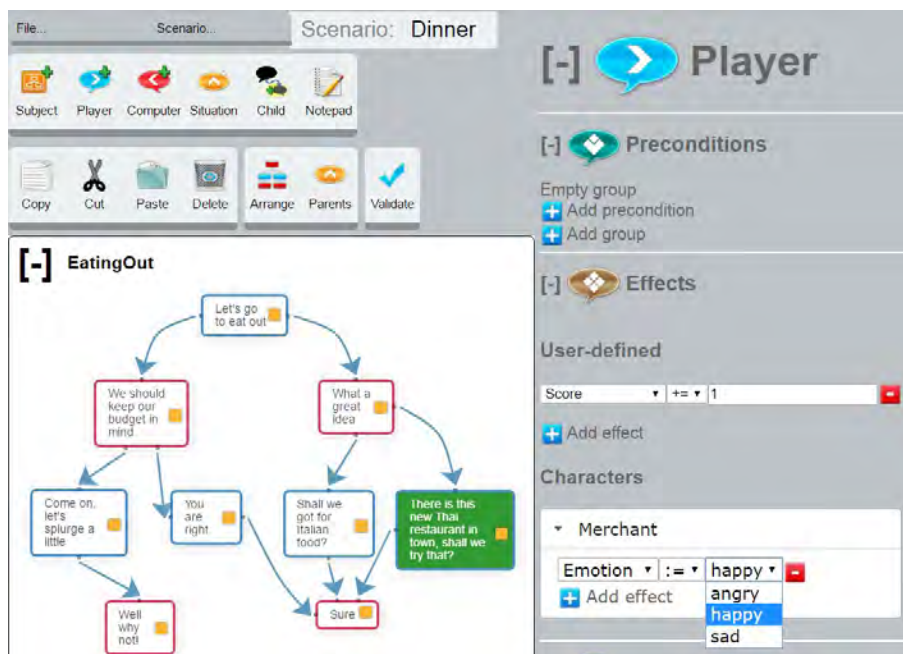 File... Scenario... Scenario: Dinner
Subject Player Computer Situation Child Notepad
Copy Cut Paste Delete Arrange Parents Validate
[-] EatingOut
Let's go
to eat out
We should
keep our
budget in
mind
What a
great
idea
Come on,
let's
splurge a
little
You
are
right
Shall we
got for
Italian
food?
There is this
new Thai
restaurant in
town, shall we
try that?
Well
why
not!
Sure
[-] Player
[-] Preconditions
Empty group
Add precondition
Add group
[-] Effects
User-defined
Score += 1
Add effect
Characters
Merchant
Emotion := happy
Add effect
angry
happy
sad